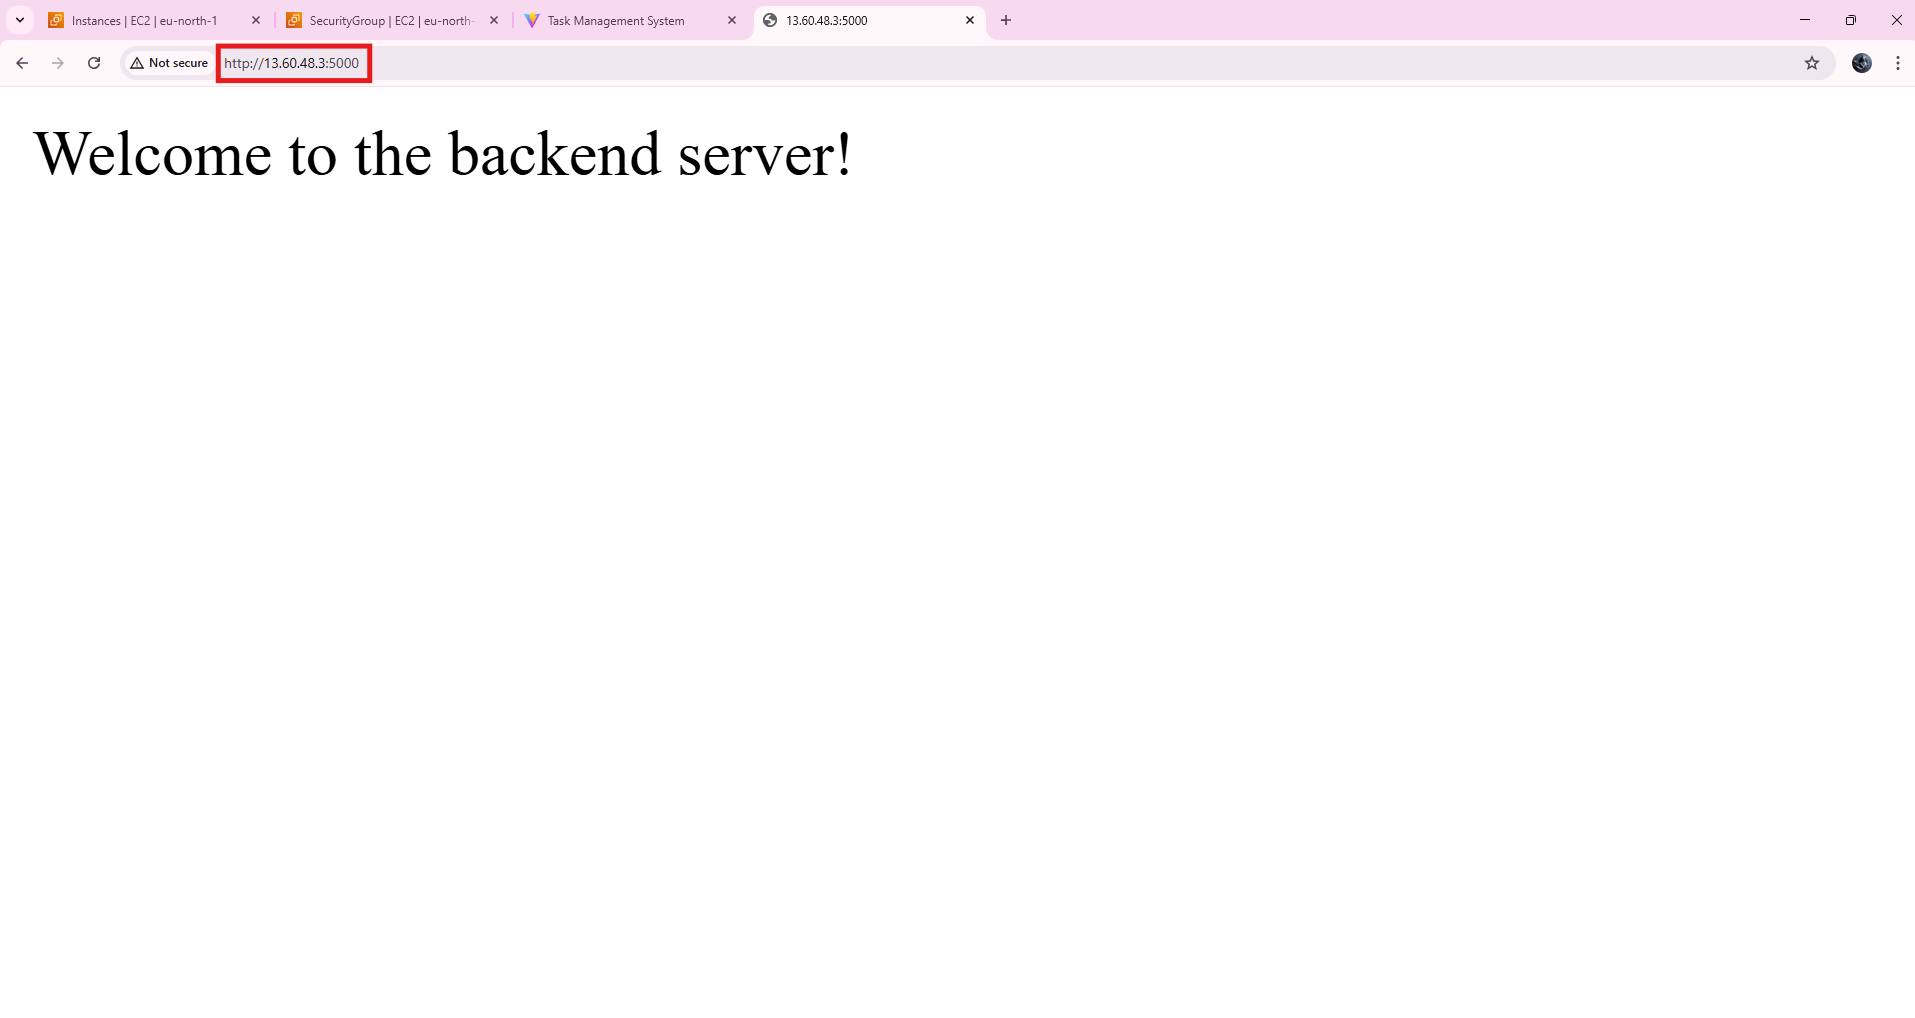 Instances | EC2 | eu-north-1
SecurityGroup | EC2 | eu-north-
Task Management System
13.60.48.3:5000
Not secure
http://13.60.48.3:5000
Welcome to the backend server!